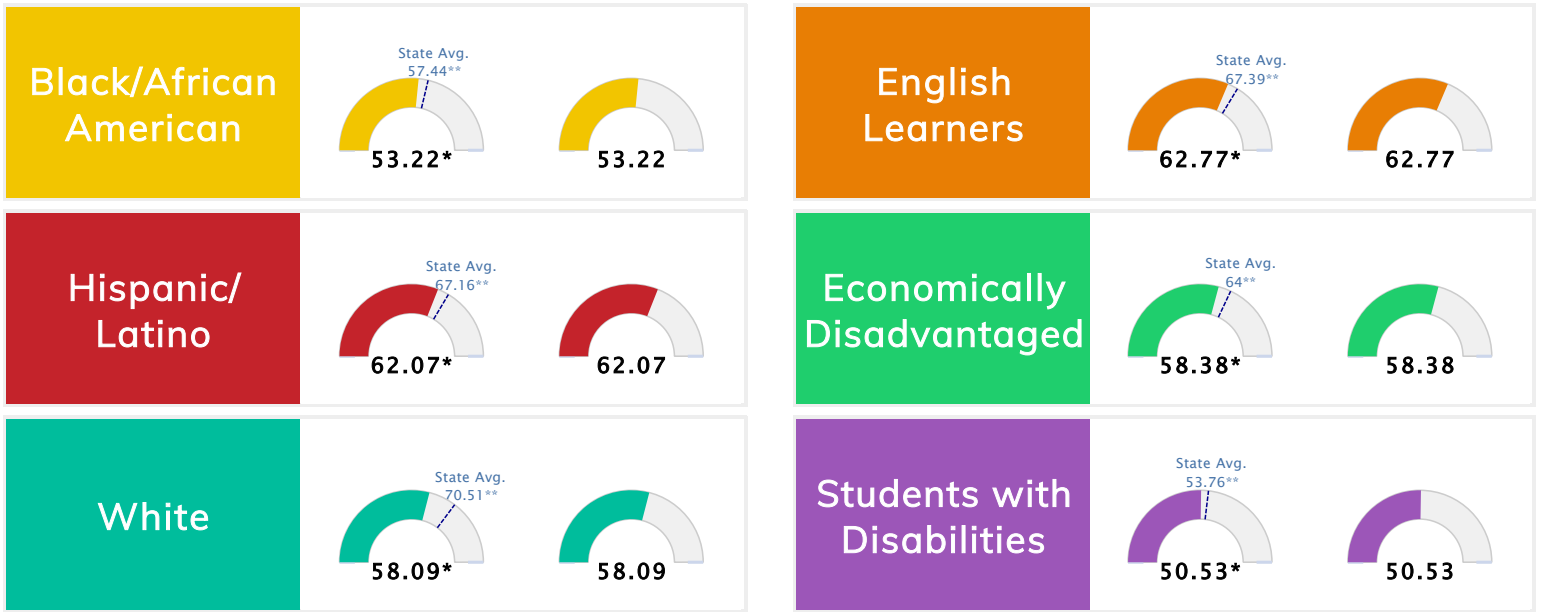 Black/African
American
State Avg.
57.44**
53.22*
53.22
English
Learners
State Avg.
67.39**
62.77*
62.77
Hispanic/
Latino
State Avg.
67.16**
62.07*
62.07
Economically
Disadvantaged
State Avg.
64**
58.38*
58.38
White
State Avg.
70.51**
58.09*
58.09
Students with
Disabilities
State Avg.
53.76**
50.53*
50.53